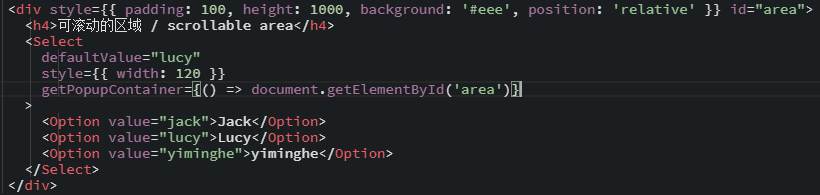 <div style={{ padding: 100, height: 1000, background: '#eee', position: 'relative' }} id="area">
<h4>可滚动的区域 / scrollable area</h4>
<Select
defaultValue="lucy"
style={{ width: 120 }}
getPopupContainer={() => document.getElementById('area')}
>
<Option value="jack">Jack</Option>
<Option value="lucy">Lucy</Option>
<Option value="yiminghe">yiminghe</Option>
</Select>
</div>